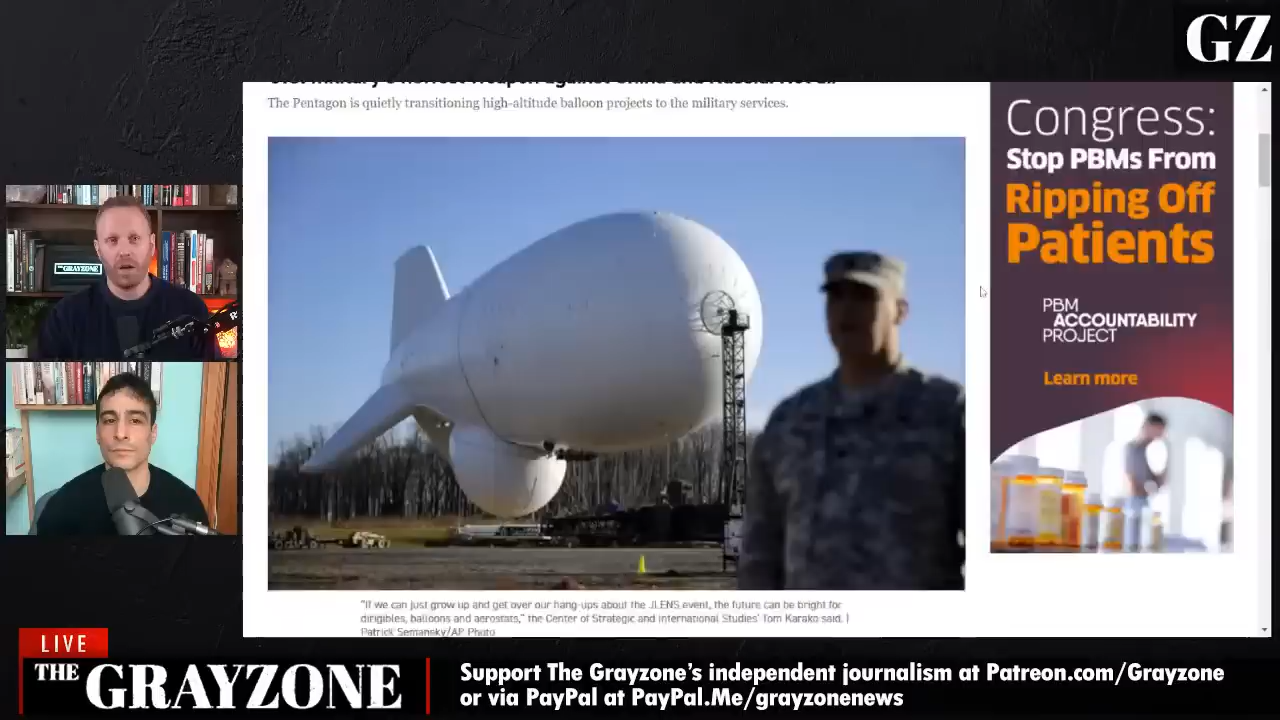 GZ
The Pentagon is quietly transitioning high-altitude balloon projects to the military services.
Congress:
Stop PBMs From
Ripping Off
Patients
PBM
ACCOUNTABILITY
PROJECT
Learn more
THE GRAYZONE
"If we can just grow up and get over our hang-ups about the JLENS event, the future can be bright for
dirigibles, balloons and aerostats," the Center of Strategic and International Studies' Tom Karako said. |
Patrick Semansky/AP Photo
LIVE
THE GRAYZONE
Support The Grayzone's independent journalism at Patreon.com/Grayzone
or via PayPal at PayPal.Me/grayzonenews